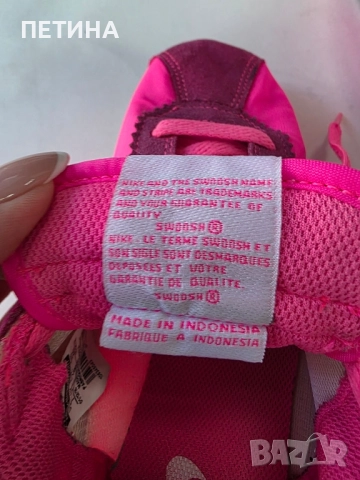 ПЕТИНА
NIKE AND THE SWOOSH NAME
AND STRIPE ARE TRADEMARKS
AND YOUR GUARANTEE OF
QUALITY
SWOOSH ®
NIKE, LE TERME SWOOSH ET
SON SIGLE SONT DES MARQUES
DEPOSEES ET VOTRE
GARANTIE DE QUALITE.
SWOOSH ®
MADE IN INDONESIA
FABRIQUE A INDONESIA
BAZAR